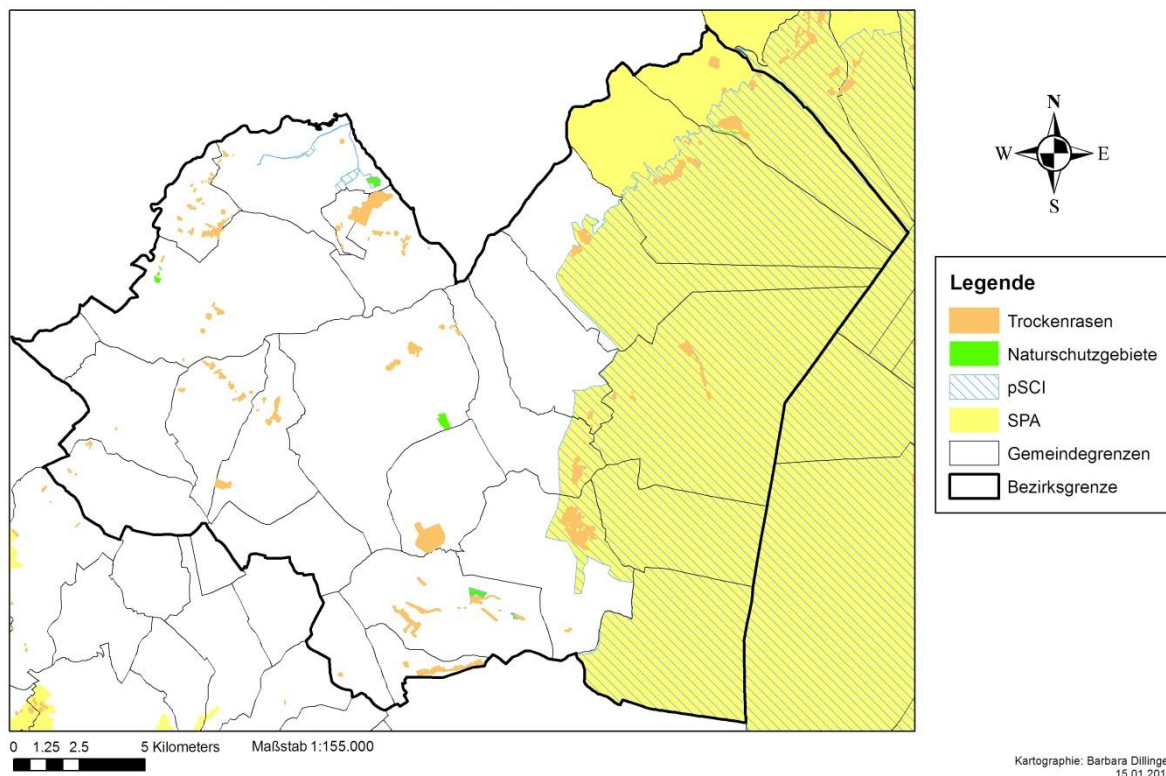 N
W E
S
Legende
Trockenrasen
Naturschutzgebiete
pSCI
SPA
Gemeindegrenzen
Bezirksgrenze
0 1.25 2.5 5 Kilometers Maßstab 1:155.000
Kartographie: Barbara Dillinge
15.01.201